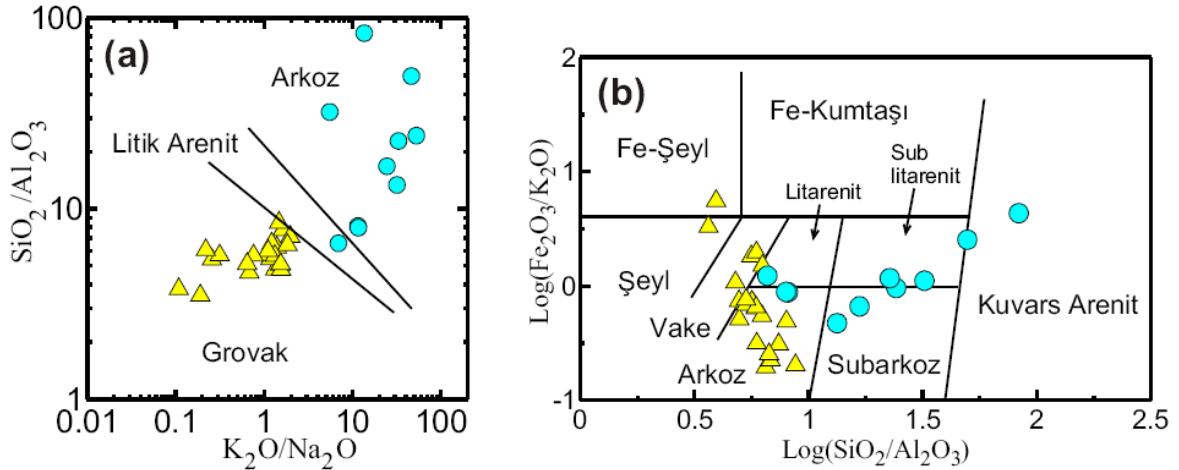 (a)
100
10
1
0.01
0.1
1
10
100
SiO2/Al2O3
K2O/Na2O
Arkoz
Litik Arenit
Grovak
(b)
2
1
0
-1
0
0.5
1
1.5
2
2.5
Log(Fe2O3/K2O)
Log(SiO2/Al2O3)
Fe-Kumtaşı
Fe-Şeyl
Sub
litarenit
Litarenit
Şeyl
Vake
Kuvars Arenit
Arkoz
Subarkoz